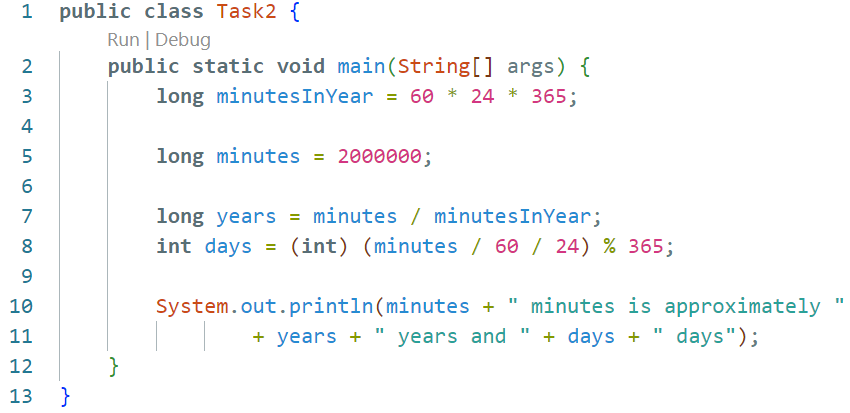 1 public class Task2 {
Run | Debug
2 public static void main(String[] args) {
3 long minutesInYear = 60 * 24 * 365;
4
5 long minutes = 2000000;
6
7 long years = minutes / minutesInYear;
8 int days = (int) (minutes / 60 / 24) % 365;
9
10 System.out.println(minutes + " minutes is approximately "
11 + years + " years and " + days + " days");
12 }
13 }